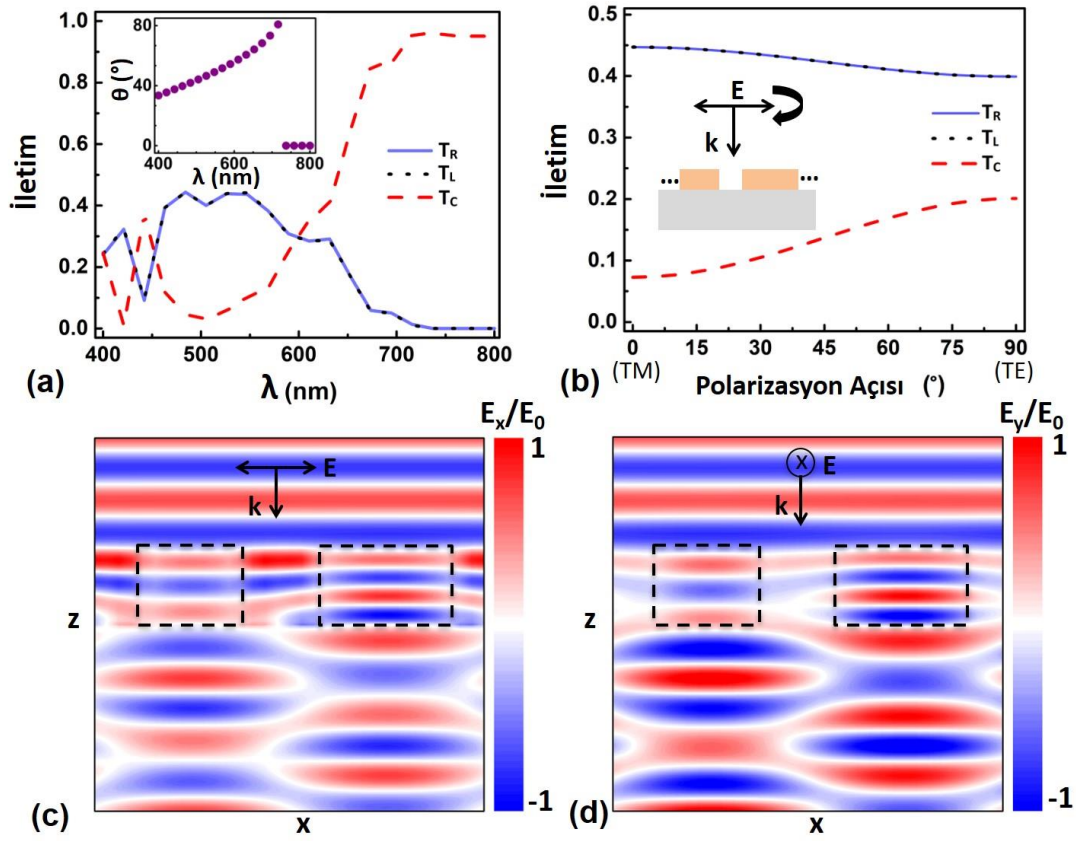 1.0
0.8
0.6
0.4
0.2
0.0
İletim
80
40
0
θ (°)
400 600 800
λ (nm)
T_R
T_L
T_C
400 500 600 700 800
(a)
λ (nm)
0.5
0.4
0.3
0.2
0.1
0.0
İletim
E
k
... ...
T_R
T_L
T_C
0 15 30 45 60 75 90
(TM) (TE)
(b)
Polarizasyon Açısı (°)
E_x/E_0
1
-1
E
k
z
x
(c)
E_y/E_0
1
-1
X E
k
z
x
(d)